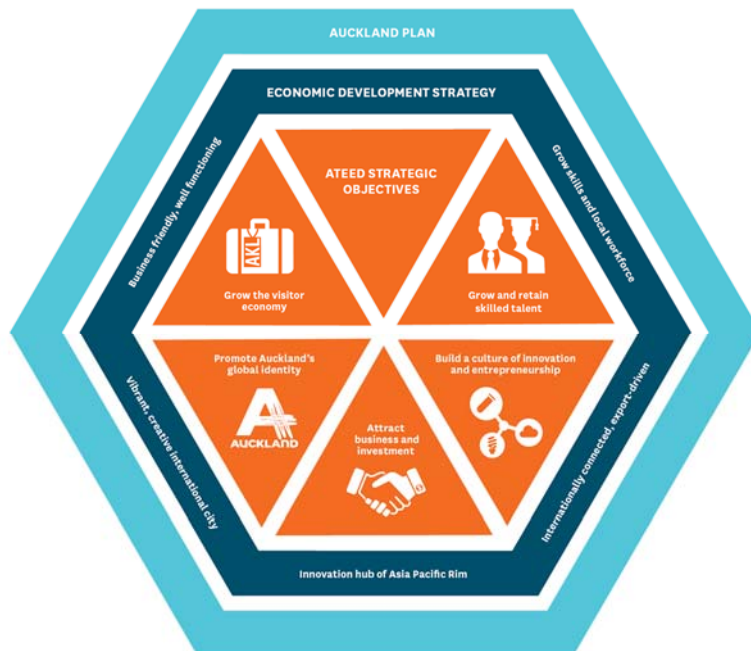 AUCKLAND PLAN
ECONOMIC DEVELOPMENT STRATEGY
Business friendly, well functioning
Grow skills and local workforce
ATEED STRATEGIC
OBJECTIVES
AKL
Grow the visitor
economy
Grow and retain
skilled talent
Promote Auckland's
global identity
A
AUCKLAND
Attract
business and
investment
Build a culture of innovation
and entrepreneurship
vibrant, creative international city
Internationally connected, export-driven
Innovation hub of Asia Pacific Rim